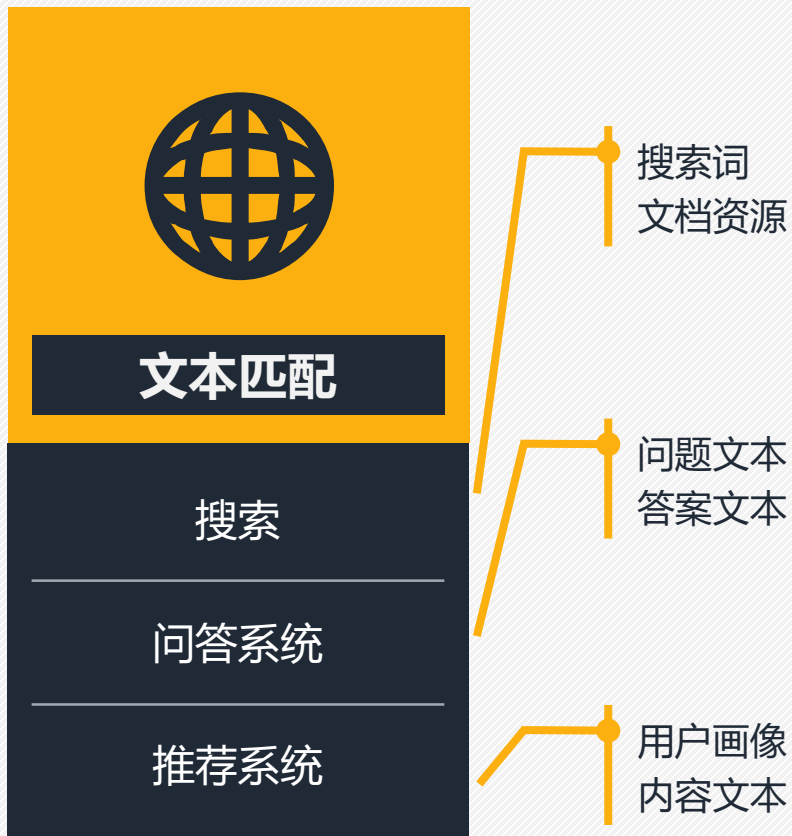 文本匹配
搜索
问答系统
推荐系统
搜索词
文档资源
问题文本
答案文本
用户画像
内容文本